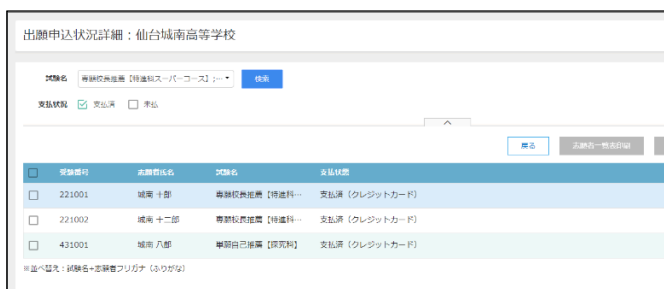 出願申込状況詳細：仙台城南高等学校
試験名 専願校長推薦【特進科スーパーコース】;… 検索
支払状況 支払済 未払
戻る 志願者一覧表印刷
受験番号 志願者氏名 試験名 支払状態
221001 城南 十郎 専願校長推薦【特進科… 支払済（クレジットカード）
221002 城南 十二郎 専願校長推薦【特進科… 支払済（クレジットカード）
431001 城南 八郎 単願自己推薦【探究科】 支払済（クレジットカード）
※並べ替え：試験名+志願者フリガナ（ふりがな）